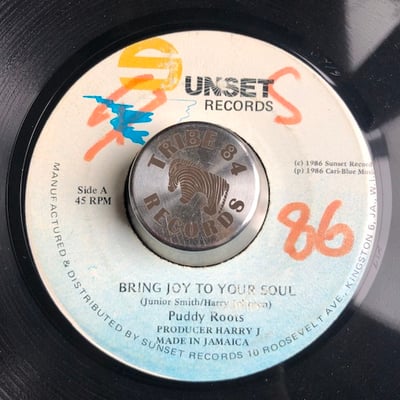 SUNSET
RECORDS
S
(c) 1986 Sunset Record
(p) 1986 Cari-Blue
Side A
45 RPM
TRIBE 84
RECORDS
86
BRING JOY TO YOUR SOUL
(Junior Smith/Harry Johnson)
Puddy Roots
PRODUCER HARRY J
MADE IN JAMAICA
MANUFACTURED & DISTRIBUTED BY SUNSET RECORDS 10 ROOSEVELT AVE, KINGSTON 6, JA., W.I.